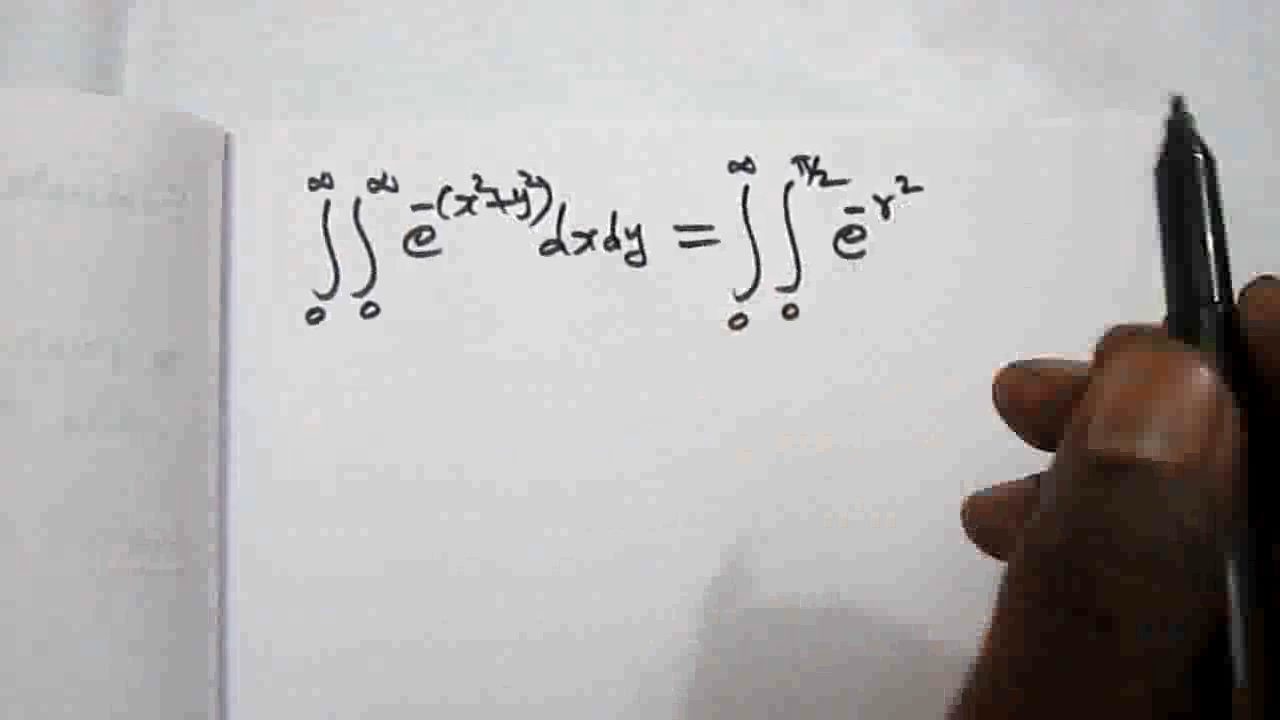 ∫₀^∞ ∫₀^∞ e^-(x²+y²) dx dy = ∫₀^∞ ∫₀^π/2 e^-r²